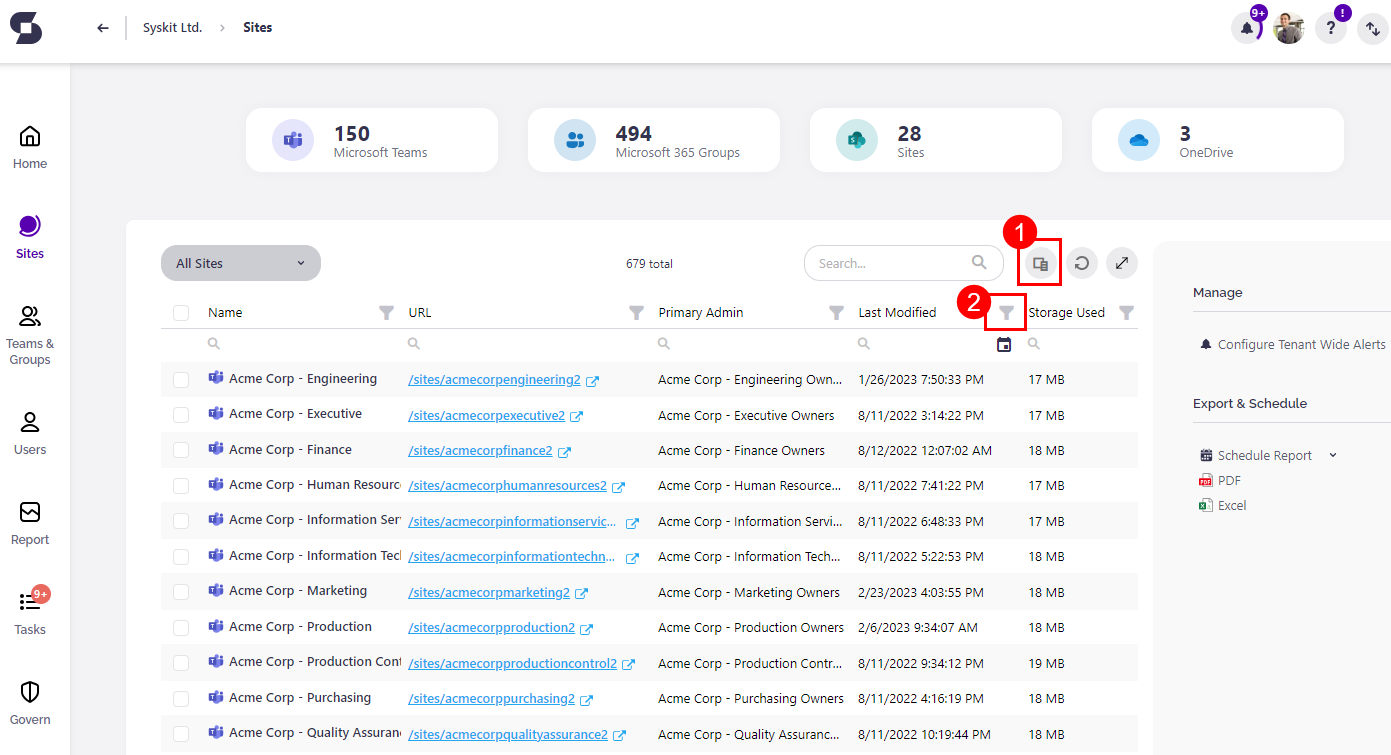 Syskit Ltd. > Sites
9+
!
?
Home
Sites
Teams &
Groups
Users
Report
9+
Tasks
Govern
150
Microsoft Teams
494
Microsoft 365 Groups
28
Sites
3
OneDrive
All Sites
679 total
Search...
1
2
Name URL Primary Admin Last Modified Storage Used
Acme Corp - Engineering /sites/acmecorpengineering2 Acme Corp - Engineering Own... 1/26/2023 7:50:33 PM 17 MB
Acme Corp - Executive /sites/acmecorpexecutive2 Acme Corp - Executive Owners 8/11/2022 3:14:22 PM 17 MB
Acme Corp - Finance /sites/acmecorpfinance2 Acme Corp - Finance Owners 8/12/2022 12:07:02 AM 18 MB
Acme Corp - Human Resourc /sites/acmecorphumanresources2 Acme Corp - Human Resource... 8/11/2022 7:41:22 PM 17 MB
Acme Corp - Information Ser /sites/acmecorpinformationservic... Acme Corp - Information Servi... 8/11/2022 6:48:33 PM 17 MB
Acme Corp - Information Tec /sites/acmecorpinformationtechn... Acme Corp - Information Tech... 8/11/2022 5:22:53 PM 18 MB
Acme Corp - Marketing /sites/acmecorpmarketing2 Acme Corp - Marketing Owners 2/23/2023 4:03:55 PM 18 MB
Acme Corp - Production /sites/acmecorpproduction2 Acme Corp - Production Owners 2/6/2023 9:34:07 AM 18 MB
Acme Corp - Production Con /sites/acmecorpproductioncontrol2 Acme Corp - Production Contr... 8/11/2022 9:34:12 PM 19 MB
Acme Corp - Purchasing /sites/acmecorppurchasing2 Acme Corp - Purchasing Owners 8/11/2022 4:16:19 PM 18 MB
Acme Corp - Quality Assuran /sites/acmecorpqualityassurance2 Acme Corp - Quality Assuranc... 8/11/2022 10:19:44 PM 18 MB
Manage
Configure Tenant Wide Alerts
Export & Schedule
Schedule Report
PDF
Excel